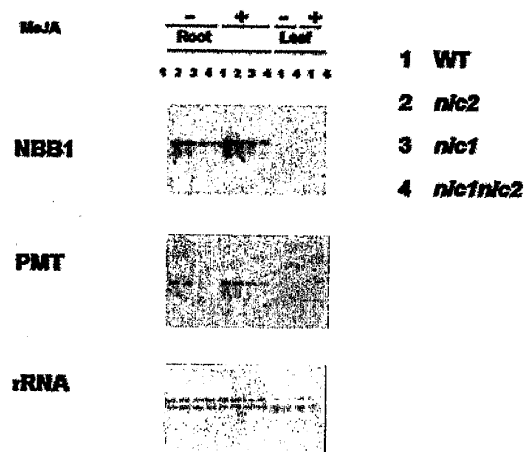 MeJA
- + - +
Root Leaf
1 2 3 4 1 2 3 4 1 4 1 4
NBB1
PMT
rRNA
1 WT
2 nic2
3 nic1
4 nic1nic2